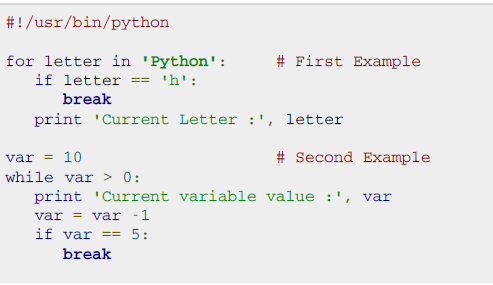 #!/usr/bin/python

for letter in 'Python':     # First Example
   if letter == 'h':
      break
   print 'Current Letter :', letter

var = 10                    # Second Example
while var > 0:
   print 'Current variable value :', var
   var = var -1
   if var == 5:
      break